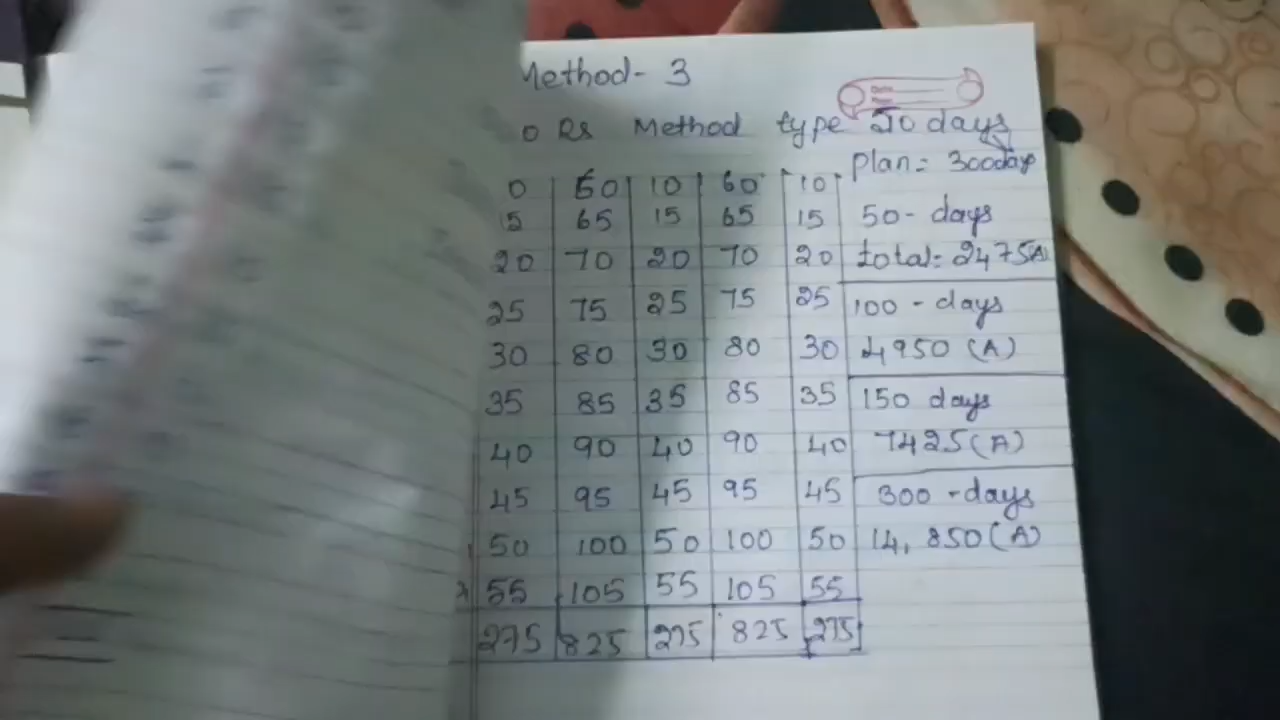 Method- 3
0 Rs Method type 50 days
plan = 300days
0 60 10 60 10
15 65 15 65 15 50 - days
20 70 20 70 20 total= 2475(A)
25 75 25 75 25 100 - days
30 80 30 80 30 4950 (A)
35 85 35 85 35 150 days
40 90 40 90 40 7425(A)
45 95 45 95 45 300 -days
50 100 50 100 50 14, 850(A)
55 105 55 105 55
275 825 275 825 275